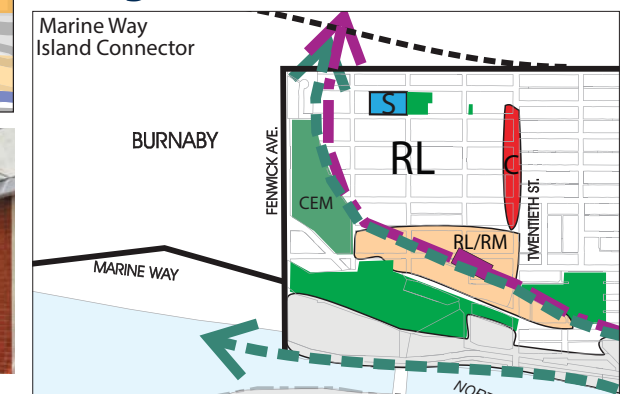 Marine Way
Island Connector
BURNABY
FENWICK AVE.
S
RL
C
CEM
TWENTIETH ST.
RL/RM
MARINE WAY